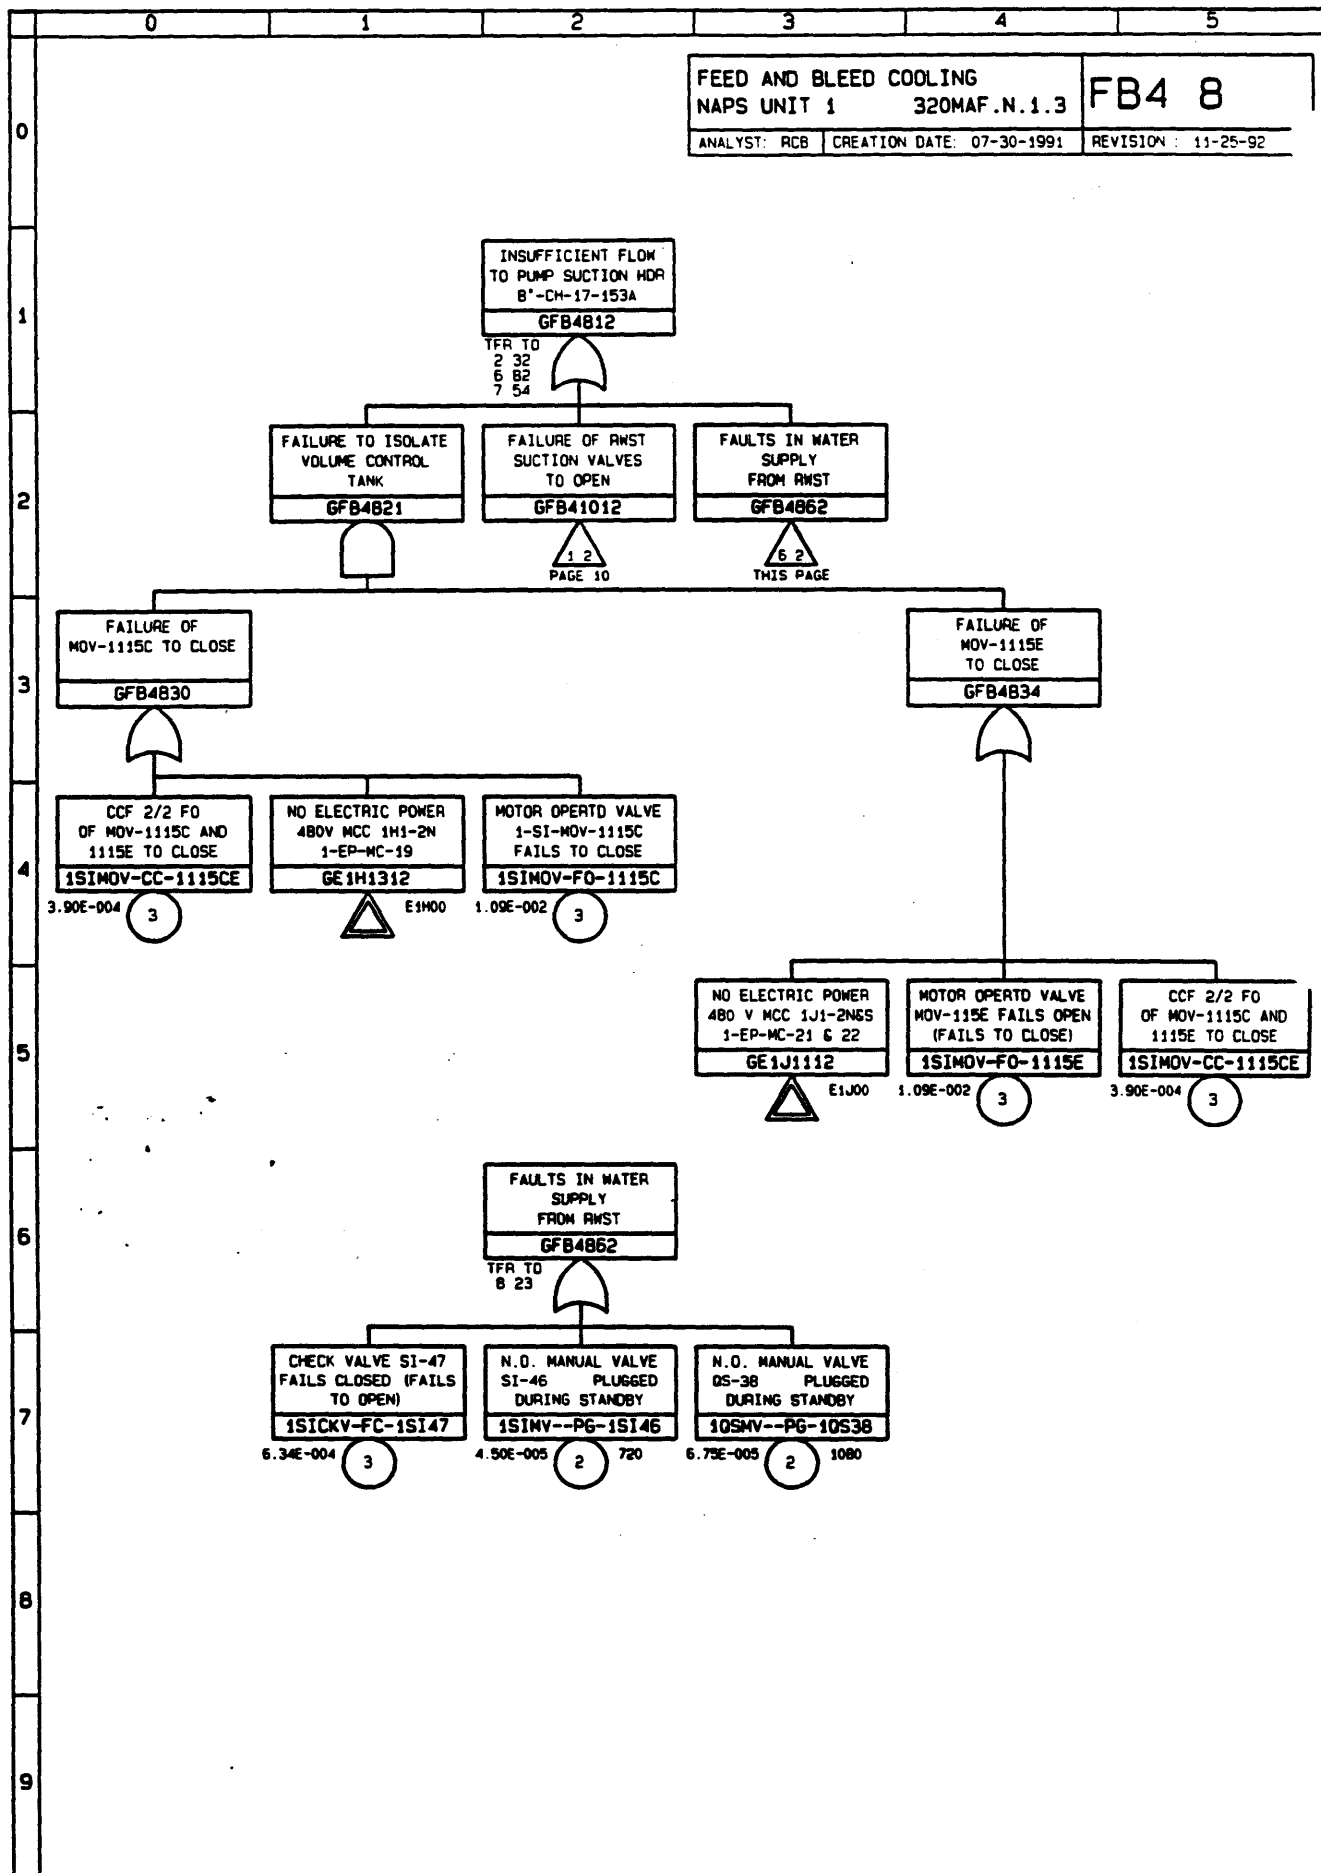 0 1 2 3 4 5
FEED AND BLEED COOLING
NAPS UNIT 1 320MAF.N.1.3
FB4 8
ANALYST: RCB CREATION DATE: 07-30-1991 REVISION : 11-25-92
0
INSUFFICIENT FLOW
TO PUMP SUCTION HDR
8"-CH-17-153A
GFB4812
TFR TO
2 32
6 82
7 54
1
FAILURE TO ISOLATE
VOLUME CONTROL
TANK
GFB4821
FAILURE OF RWST
SUCTION VALVES
TO OPEN
GFB41012
1 2
PAGE 10
FAULTS IN WATER
SUPPLY
FROM RWST
GFB4862
6 2
THIS PAGE
2
FAILURE OF
MOV-1115C TO CLOSE
GFB4830
FAILURE OF
MOV-1115E
TO CLOSE
GFB4834
3
CCF 2/2 FO
OF MOV-1115C AND
1115E TO CLOSE
1SIMOV-CC-1115CE
3.90E-004 3
NO ELECTRIC POWER
480V MCC 1H1-2N
1-EP-MC-19
GE1H1312
E1H00
MOTOR OPERTD VALVE
1-SI-MOV-1115C
FAILS TO CLOSE
1SIMOV-FO-1115C
1.09E-002 3
4
NO ELECTRIC POWER
480 V MCC 1J1-2N&S
1-EP-MC-21 & 22
GE1J1112
E1J00
MOTOR OPERTD VALVE
MOV-115E FAILS OPEN
(FAILS TO CLOSE)
1SIMOV-FO-1115E
1.09E-002 3
CCF 2/2 FO
OF MOV-1115C AND
1115E TO CLOSE
1SIMOV-CC-1115CE
3.90E-004 3
5
FAULTS IN WATER
SUPPLY
FROM RWST
GFB4862
TFR TO
8 23
6
CHECK VALVE SI-47
FAILS CLOSED (FAILS
TO OPEN)
1SICKV-FC-1SI47
6.34E-004 3
N.O. MANUAL VALVE
SI-46 PLUGGED
DURING STANDBY
1SIMV--PG-1SI46
4.50E-005 2 720
N.O. MANUAL VALVE
QS-38 PLUGGED
DURING STANDBY
1QSMV--PG-1QS38
6.75E-005 2 1080
7
8
9